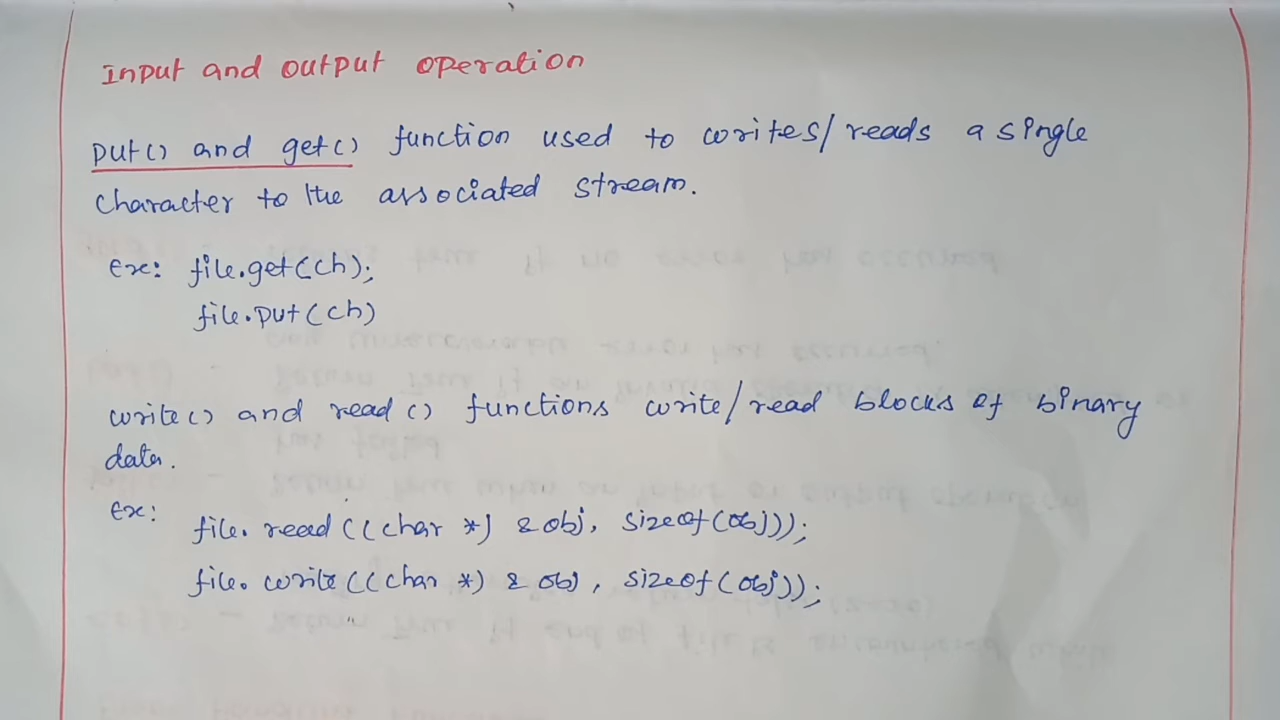 Input and output operation
put() and get() function used to writes/reads a single
character to the associated stream.
Ex: file.get(ch);
file.put(ch)
write() and read() functions write/read blocks of binary
data.
Ex: file.read((char *) & obj, sizeof(obj));
file.write((char *) & obj, sizeof(obj));